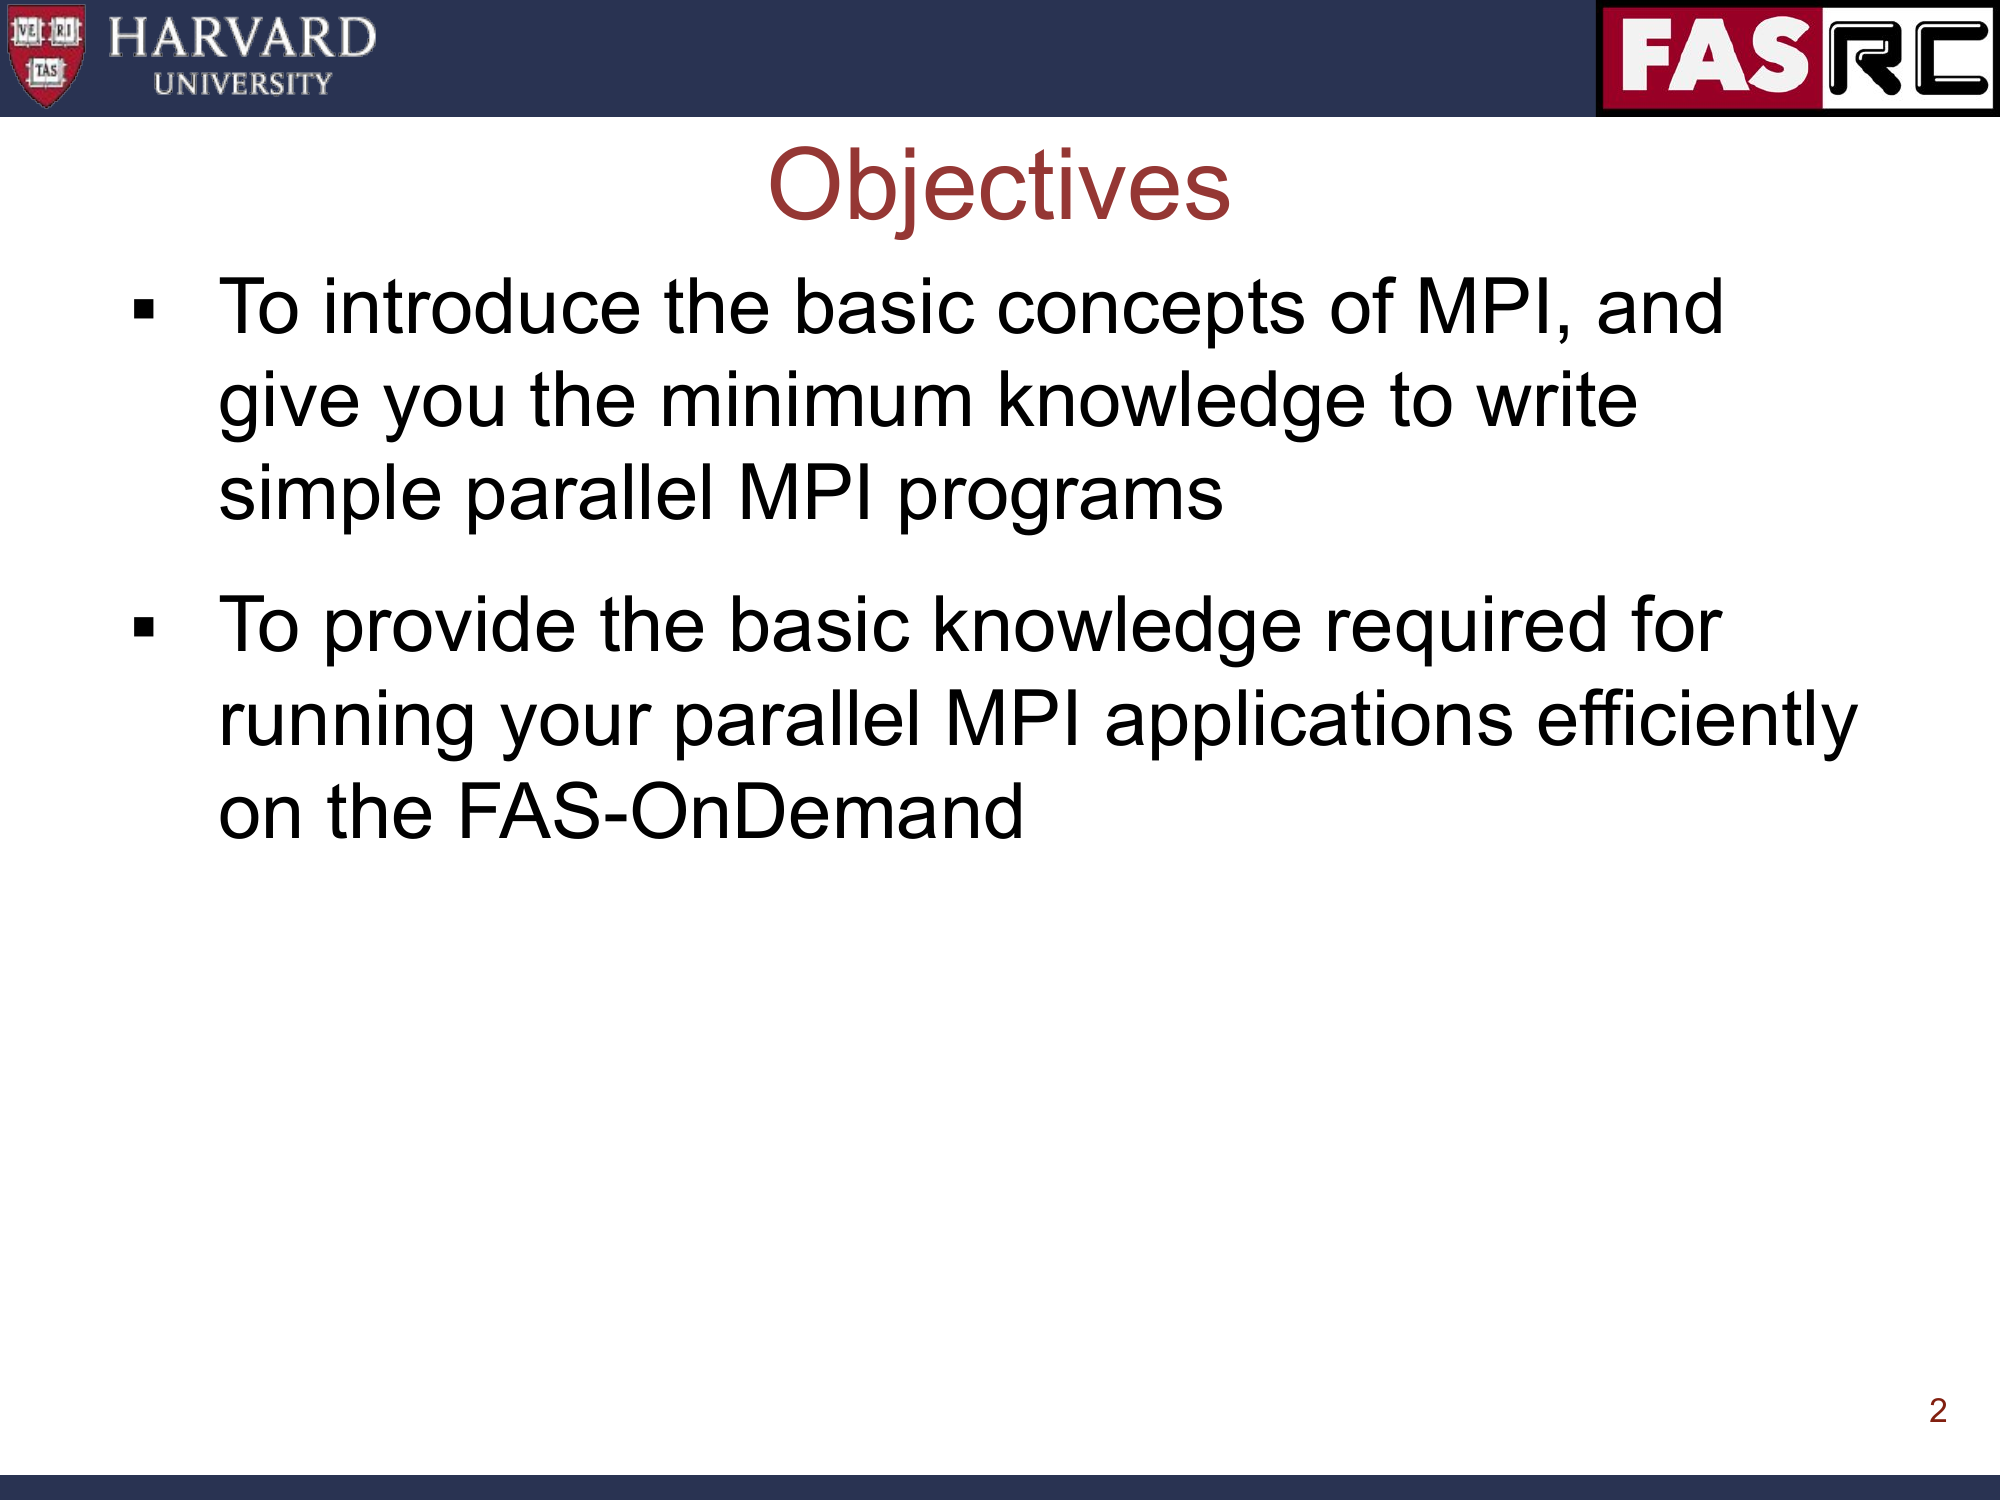 VE RI
TAS
HARVARD
UNIVERSITY
FASRC
Objectives
▪ To introduce the basic concepts of MPI, and
give you the minimum knowledge to write
simple parallel MPI programs
▪ To provide the basic knowledge required for
running your parallel MPI applications efficiently
on the FAS-OnDemand
2